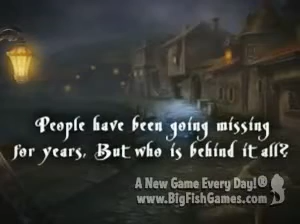 People have been going missing
for years. But who is behind it all?
A New Game Every Day!®
www.BigFishGames.com